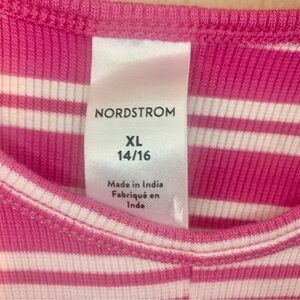 NORDSTROM
XL
14/16
Made in India
Fabriqué en
Inde